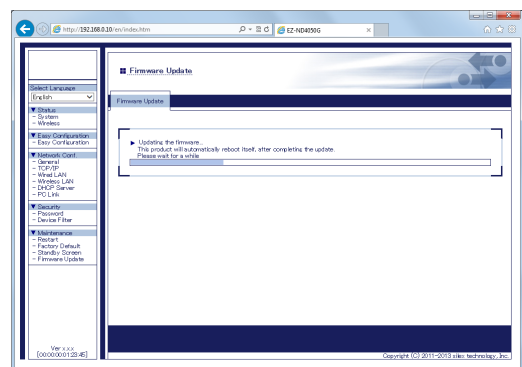 http://192.168.0.10/en/index.htm
EZ-ND4050G
Firmware Update
Select Language
English
Firmware Update
▼ Status
- System
- Wireless
▼ Easy Configuration
- Easy Configuration
▼ Network Conf.
- General
- TCP/IP
- Wired LAN
- Wireless LAN
- DHCP Server
- PC Link
▼ Security
- Password
- Device Filter
▼ Maintenance
- Restart
- Factory Default
- Standby Screen
- Firmware Update
▶ Updating the firmware...
This product will automatically reboot itself, after completing the update.
Please wait for a while
Ver x.x.x
[00:00:00:01:23:45]
Copyright (C) 2011-2013 silex technology, Inc.